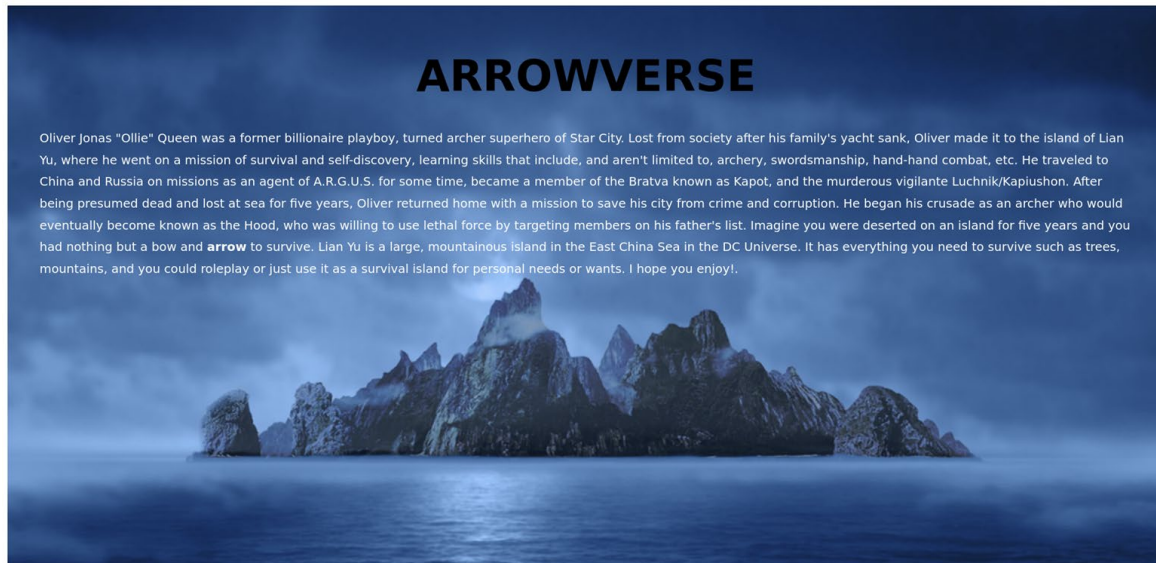 ARROWVERSE
Oliver Jonas "Ollie" Queen was a former billionaire playboy, turned archer superhero of Star City. Lost from society after his family's yacht sank, Oliver made it to the island of Lian
Yu, where he went on a mission of survival and self-discovery, learning skills that include, and aren't limited to, archery, swordsmanship, hand-hand combat, etc. He traveled to
China and Russia on missions as an agent of A.R.G.U.S. for some time, became a member of the Bratva known as Kapot, and the murderous vigilante Luchnik/Kapiushon. After
being presumed dead and lost at sea for five years, Oliver returned home with a mission to save his city from crime and corruption. He began his crusade as an archer who would
eventually become known as the Hood, who was willing to use lethal force by targeting members on his father's list. Imagine you were deserted on an island for five years and you
had nothing but a bow and arrow to survive. Lian Yu is a large, mountainous island in the East China Sea in the DC Universe. It has everything you need to survive such as trees,
mountains, and you could roleplay or just use it as a survival island for personal needs or wants. I hope you enjoy!.